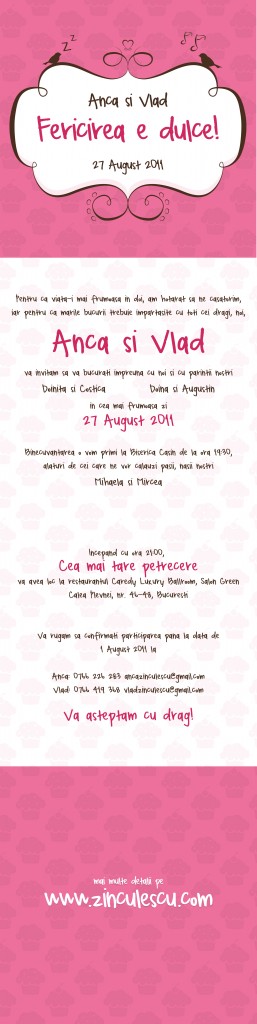 zz
Anca si Vlad
Fericirea e dulce!
27 August 2011
Pentru ca viata-i mai frumoasa in doi, am hotarat sa ne casatorim,
iar pentru ca marile bucurii trebuie impartasite cu toti cei dragi, noi,
Anca si Vlad
va invitam sa va bucurati impreuna cu noi si cu parintii nostri
Doinita si Costica Doina si Augustin
in cea mai frumoasa zi
27 August 2011
Binecuvantarea o vom primi la Biserica Casin de la ora 19:30,
alaturi de cei care ne vor calauzi pasii, nasii nostri
Mihaela si Mircea
Incepand cu ora 21:00,
Cea mai tare petrecere
va avea loc la restaurantul Caredy Luxury Ballroom, Salon Green
Calea Plevnei, nr. 46-48, Bucuresti
Va rugam sa confirmati participarea pana la data de
1 August 2011 la
Anca: 0766 226 283 ancazinculescu@gmail.com
Vlad: 0766 419 368 vladzinculescu@gmail.com
Va asteptam cu drag!
mai multe detalii pe
www.zinculescu.com